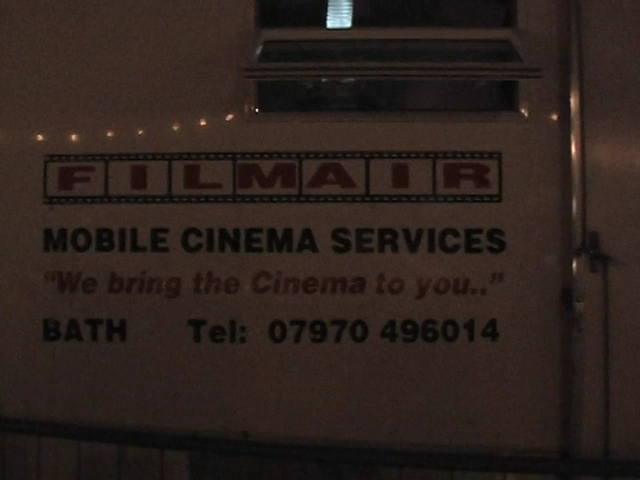 FILMAIR
MOBILE CINEMA SERVICES
"We bring the Cinema to you.."
BATH Tel: 07970 496014